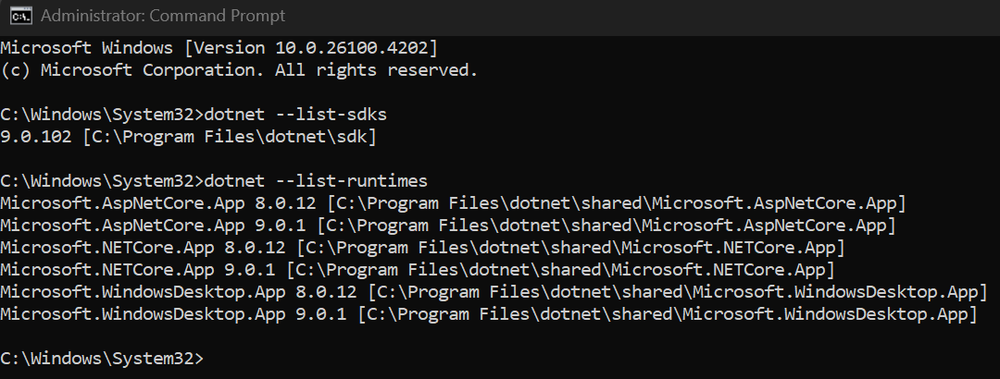 Administrator: Command Prompt
Microsoft Windows [Version 10.0.26100.4202]
(c) Microsoft Corporation. All rights reserved.
C:\Windows\System32>dotnet --list-sdks
9.0.102 [C:\Program Files\dotnet\sdk]
C:\Windows\System32>dotnet --list-runtimes
Microsoft.AspNetCore.App 8.0.12 [C:\Program Files\dotnet\shared\Microsoft.AspNetCore.App]
Microsoft.AspNetCore.App 9.0.1 [C:\Program Files\dotnet\shared\Microsoft.AspNetCore.App]
Microsoft.NETCore.App 8.0.12 [C:\Program Files\dotnet\shared\Microsoft.NETCore.App]
Microsoft.NETCore.App 9.0.1 [C:\Program Files\dotnet\shared\Microsoft.NETCore.App]
Microsoft.WindowsDesktop.App 8.0.12 [C:\Program Files\dotnet\shared\Microsoft.WindowsDesktop.App]
Microsoft.WindowsDesktop.App 9.0.1 [C:\Program Files\dotnet\shared\Microsoft.WindowsDesktop.App]
C:\Windows\System32>